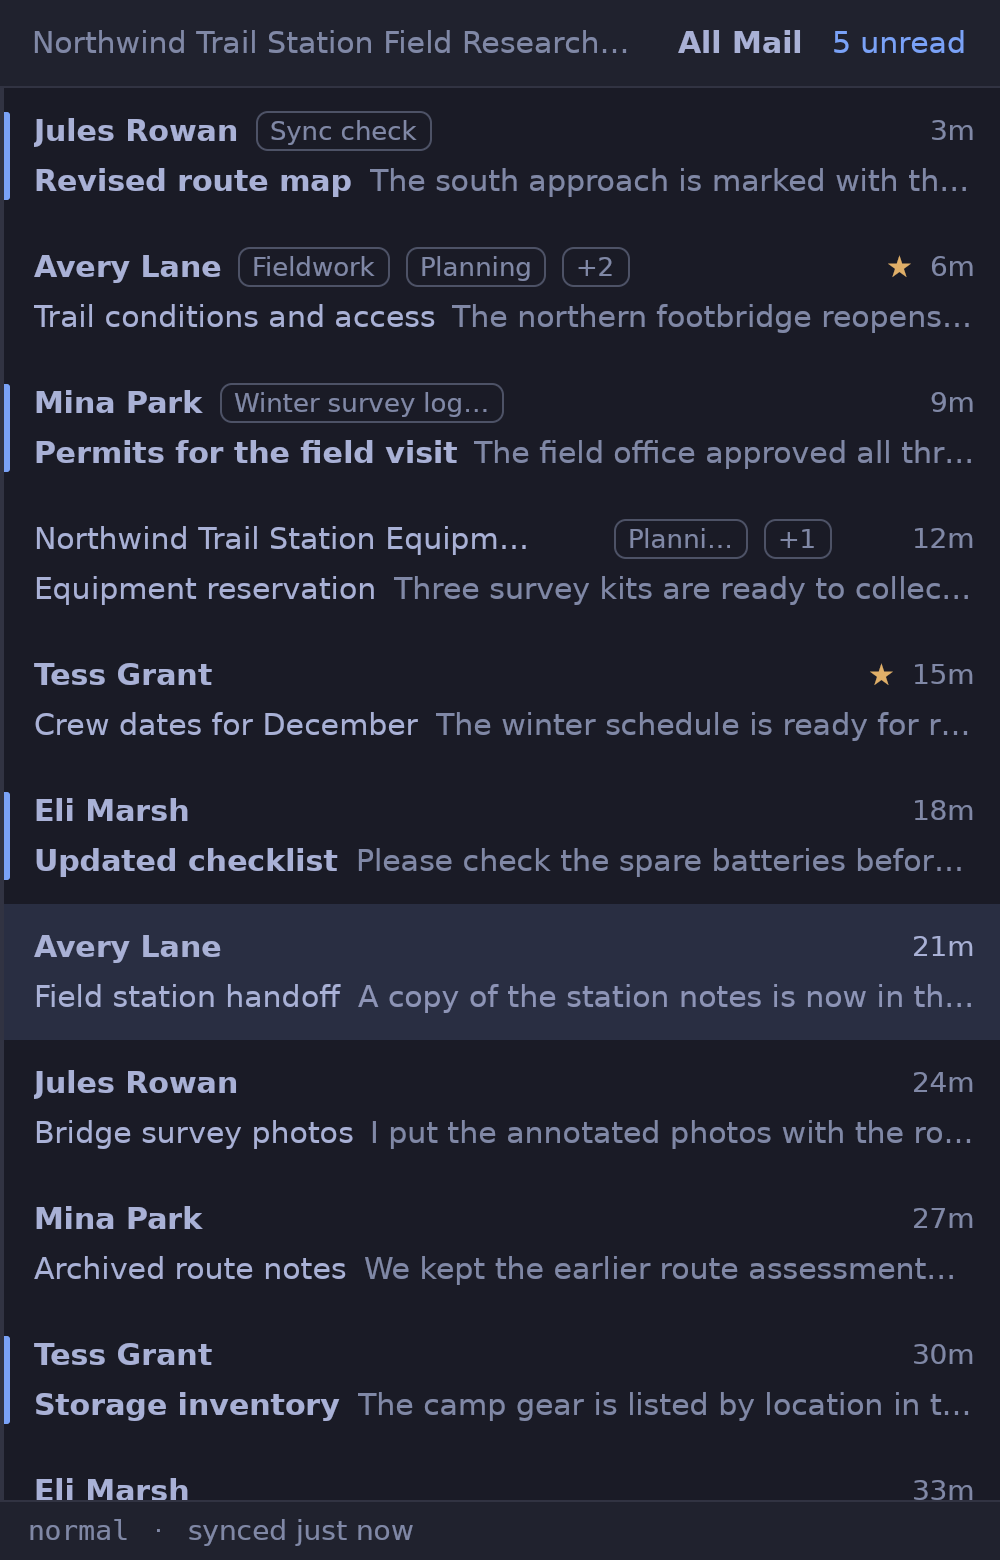 Northwind Trail Station Field Research… All Mail 5 unread
Jules Rowan Sync check 3m
Revised route map The south approach is marked with th…
Avery Lane Fieldwork Planning +2 ★ 6m
Trail conditions and access The northern footbridge reopens…
Mina Park Winter survey log… 9m
Permits for the field visit The field office approved all thr…
Northwind Trail Station Equipm… Planni… +1 12m
Equipment reservation Three survey kits are ready to collec…
Tess Grant ★ 15m
Crew dates for December The winter schedule is ready for r…
Eli Marsh 18m
Updated checklist Please check the spare batteries befor…
Avery Lane 21m
Field station handoff A copy of the station notes is now in th…
Jules Rowan 24m
Bridge survey photos I put the annotated photos with the ro…
Mina Park 27m
Archived route notes We kept the earlier route assessment…
Tess Grant 30m
Storage inventory The camp gear is listed by location in t…
Eli Marsh 33m
normal · synced just now